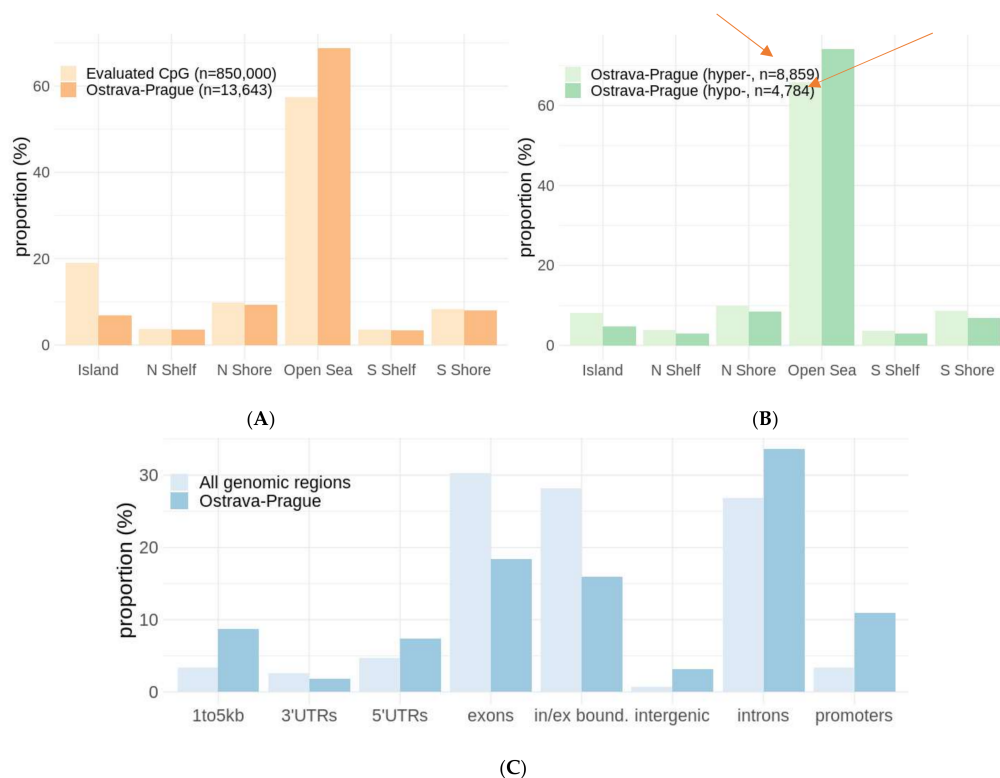 proportion (%)
60
40
20
0
Evaluated CpG (n=850,000)
Ostrava-Prague (n=13,643)
Island N Shelf N Shore Open Sea S Shelf S Shore
(A)
proportion (%)
60
40
20
0
Ostrava-Prague (hyper-, n=8,859)
Ostrava-Prague (hypo-, n=4,784)
Island N Shelf N Shore Open Sea S Shelf S Shore
(B)
proportion (%)
30
20
10
0
All genomic regions
Ostrava-Prague
1to5kb 3'UTRs 5'UTRs exons in/ex bound. intergenic introns promoters
(C)